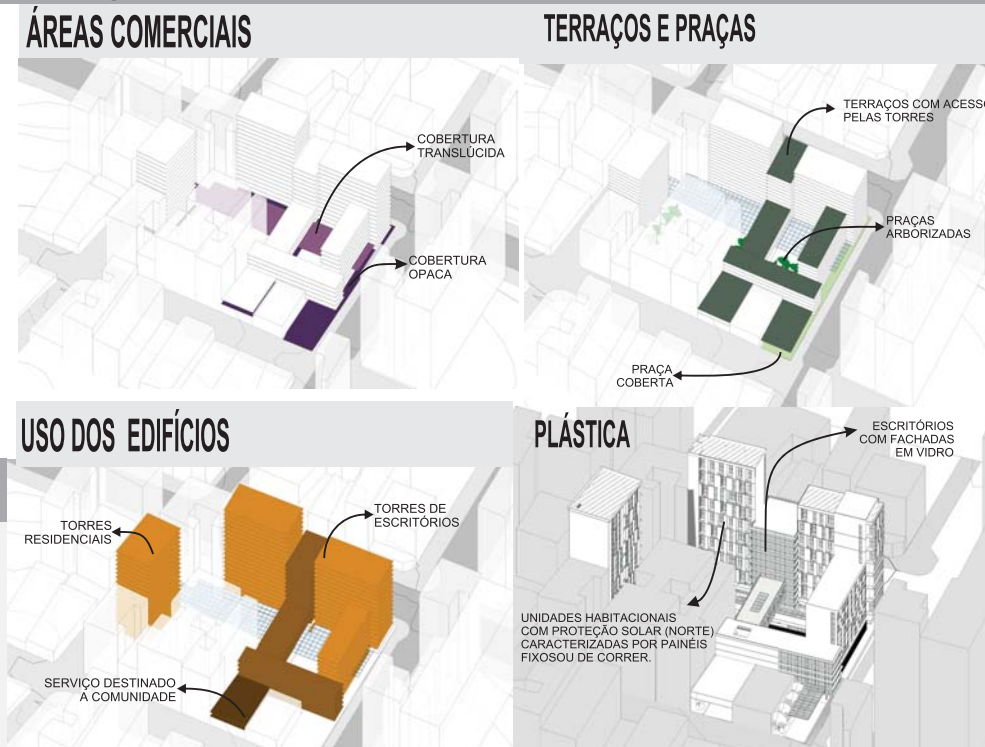 ÁREAS COMERCIAIS
COBERTURA
TRANSLÚCIDA
COBERTURA
OPACA
TERRAÇOS E PRAÇAS
TERRAÇOS COM ACESSO
PELAS TORRES
PRAÇAS
ARBORIZADAS
PRAÇA
COBERTA
USO DOS EDIFÍCIOS
TORRES
RESIDENCIAIS
TORRES DE
ESCRITÓRIOS
SERVIÇO DESTINADO
A COMUNIDADE
PLÁSTICA
ESCRITÓRIOS
COM FACHADAS
EM VIDRO
UNIDADES HABITACIONAIS
COM PROTEÇÃO SOLAR (NORTE)
CARACTERIZADAS POR PAINÉIS
FIXOSOU DE CORRER.